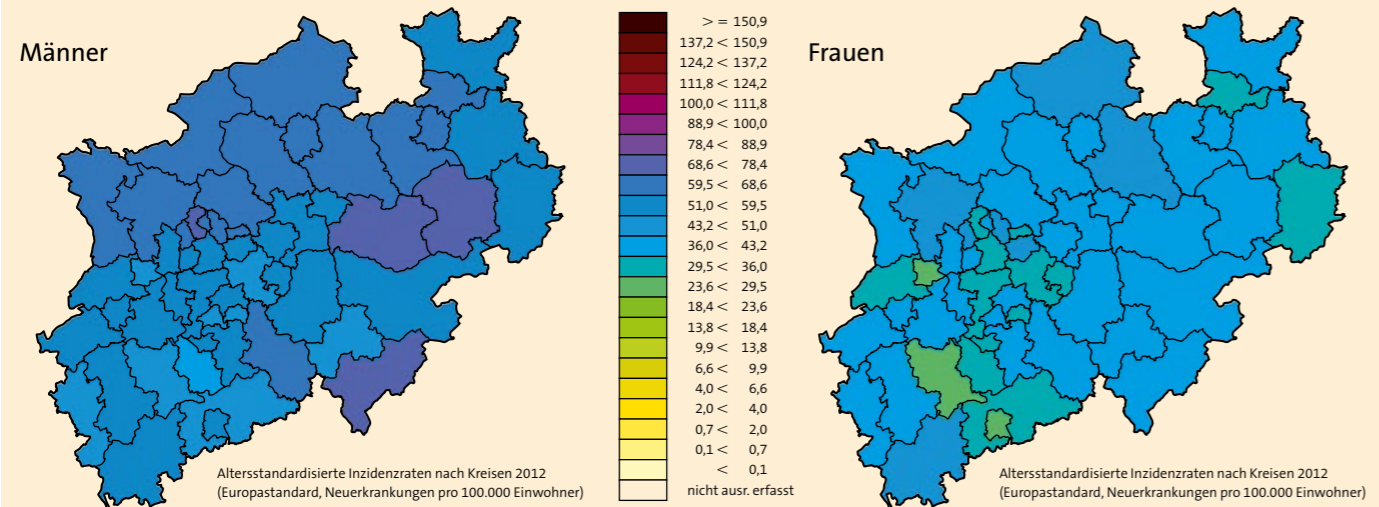 Männer
> = 150,9
137,2 < 150,9
124,2 < 137,2
111,8 < 124,2
100,0 < 111,8
88,9 < 100,0
78,4 < 88,9
68,6 < 78,4
59,5 < 68,6
51,0 < 59,5
43,2 < 51,0
36,0 < 43,2
29,5 < 36,0
23,6 < 29,5
18,4 < 23,6
13,8 < 18,4
9,9 < 13,8
6,6 < 9,9
4,0 < 6,6
2,0 < 4,0
0,7 < 2,0
0,1 < 0,7
< 0,1
nicht ausr. erfasst
Altersstandardisierte Inzidenzraten nach Kreisen 2012
(Europastandard, Neuerkrankungen pro 100.000 Einwohner)
Frauen
Altersstandardisierte Inzidenzraten nach Kreisen 2012
(Europastandard, Neuerkrankungen pro 100.000 Einwohner)